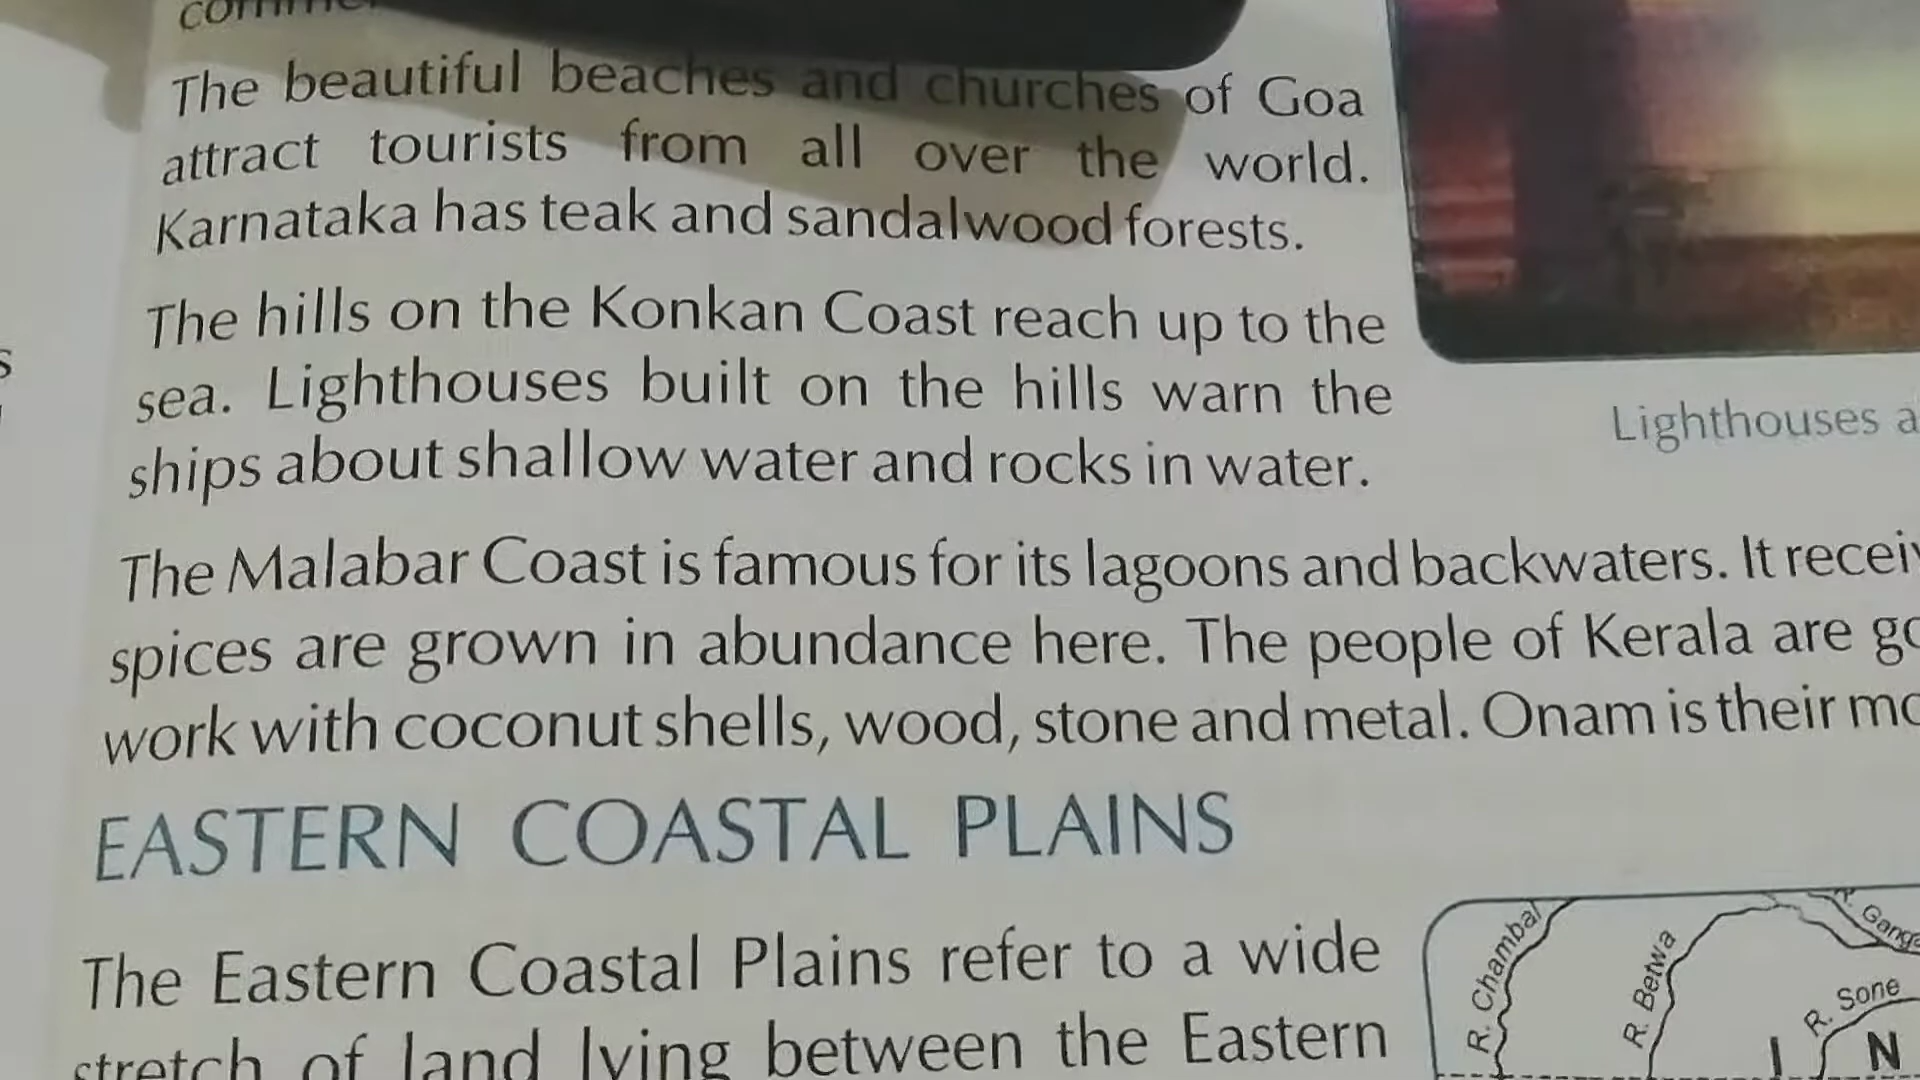 The beautiful beaches and churches of Goa
attract tourists from all over the world.
Karnataka has teak and sandalwood forests.
The hills on the Konkan Coast reach up to the
sea. Lighthouses built on the hills warn the
ships about shallow water and rocks in water.
Lighthouses
The Malabar Coast is famous for its lagoons and backwaters. It
spices are grown in abundance here. The people of Kerala are
work with coconut shells, wood, stone and metal. Onam is their
EASTERN COASTAL PLAINS
The Eastern Coastal Plains refer to a wide
stretch of land lying between the Eastern
R. Chambal
R. Betwa
R. Sone
I N